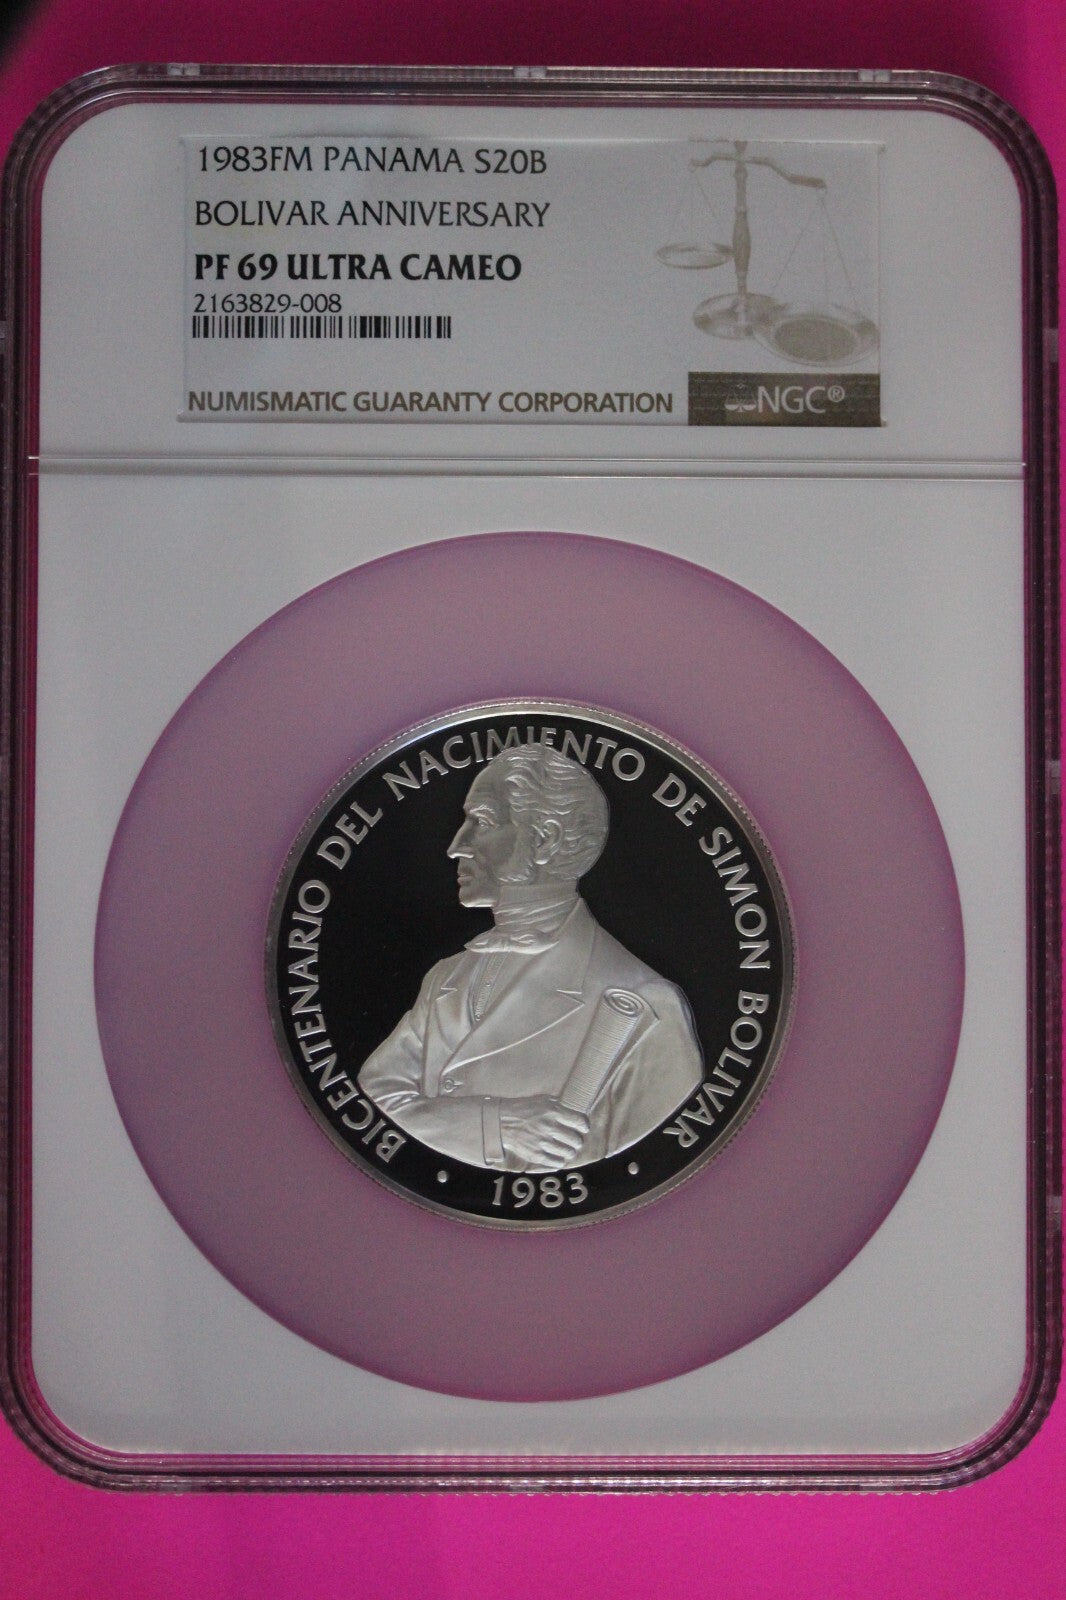 1983FM PANAMA S20B
BOLIVAR ANNIVERSARY
PF 69 ULTRA CAMEO
2163829-008
NUMISMATIC GUARANTY CORPORATION
NGC®
BICENTENARIO DEL NACIMIENTO DE SIMON BOLIVAR
• 1983 •